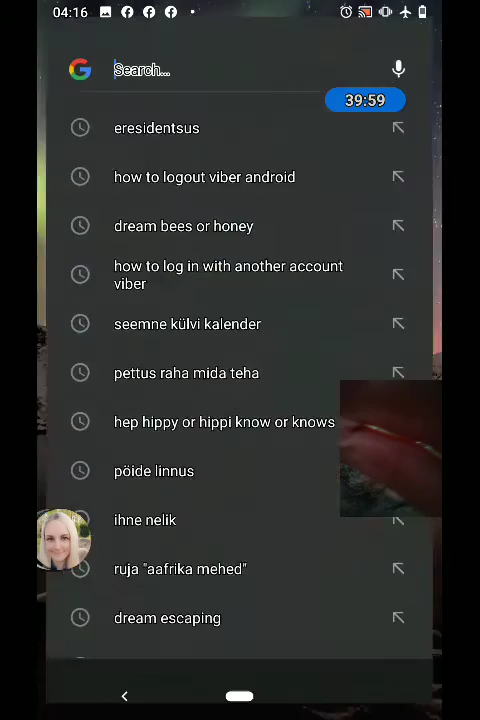 04:16
Search...
39:59
eresidentsus
how to logout viber android
dream bees or honey
how to log in with another account
viber
seemne külvi kalender
pettus raha mida teha
hep hippy or hippi know or knows
pöide linnus
ihne nelik
ruja "aafrika mehed"
dream escaping